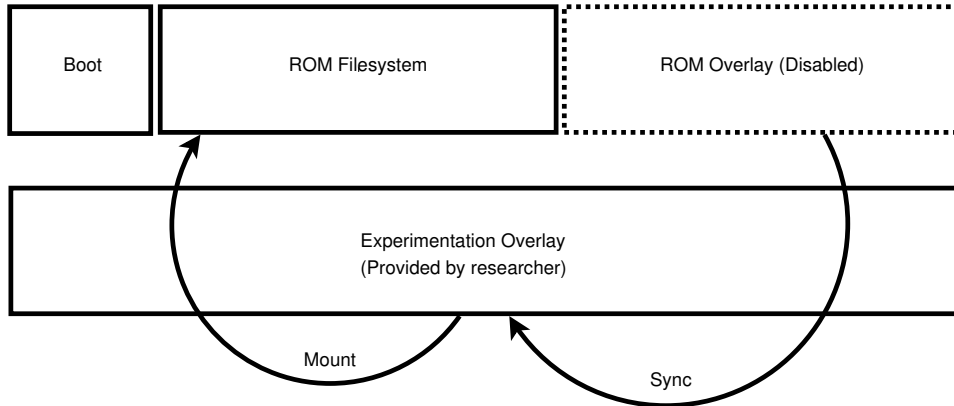 Boot
ROM Filesystem
ROM Overlay (Disabled)
Experimentation Overlay
(Provided by researcher)
Mount
Sync